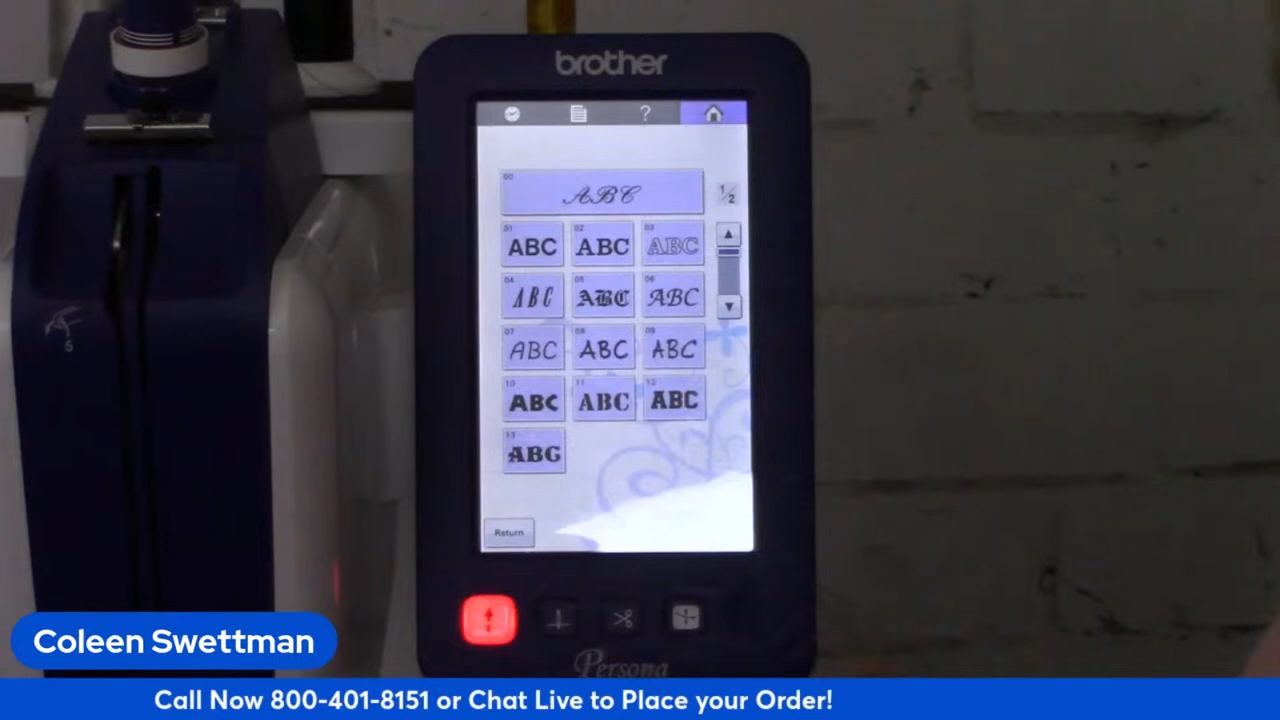 brother
?
00
ABC
1/2
01 02 03
ABC ABC ABC
04 05 06
ABC ABC ABC
07 08 09
ABC ABC ABC
10 11 12
ABC ABC ABC
13
ABC
Return
5
Persona
Coleen Swettman
Call Now 800-401-8151 or Chat Live to Place your Order!